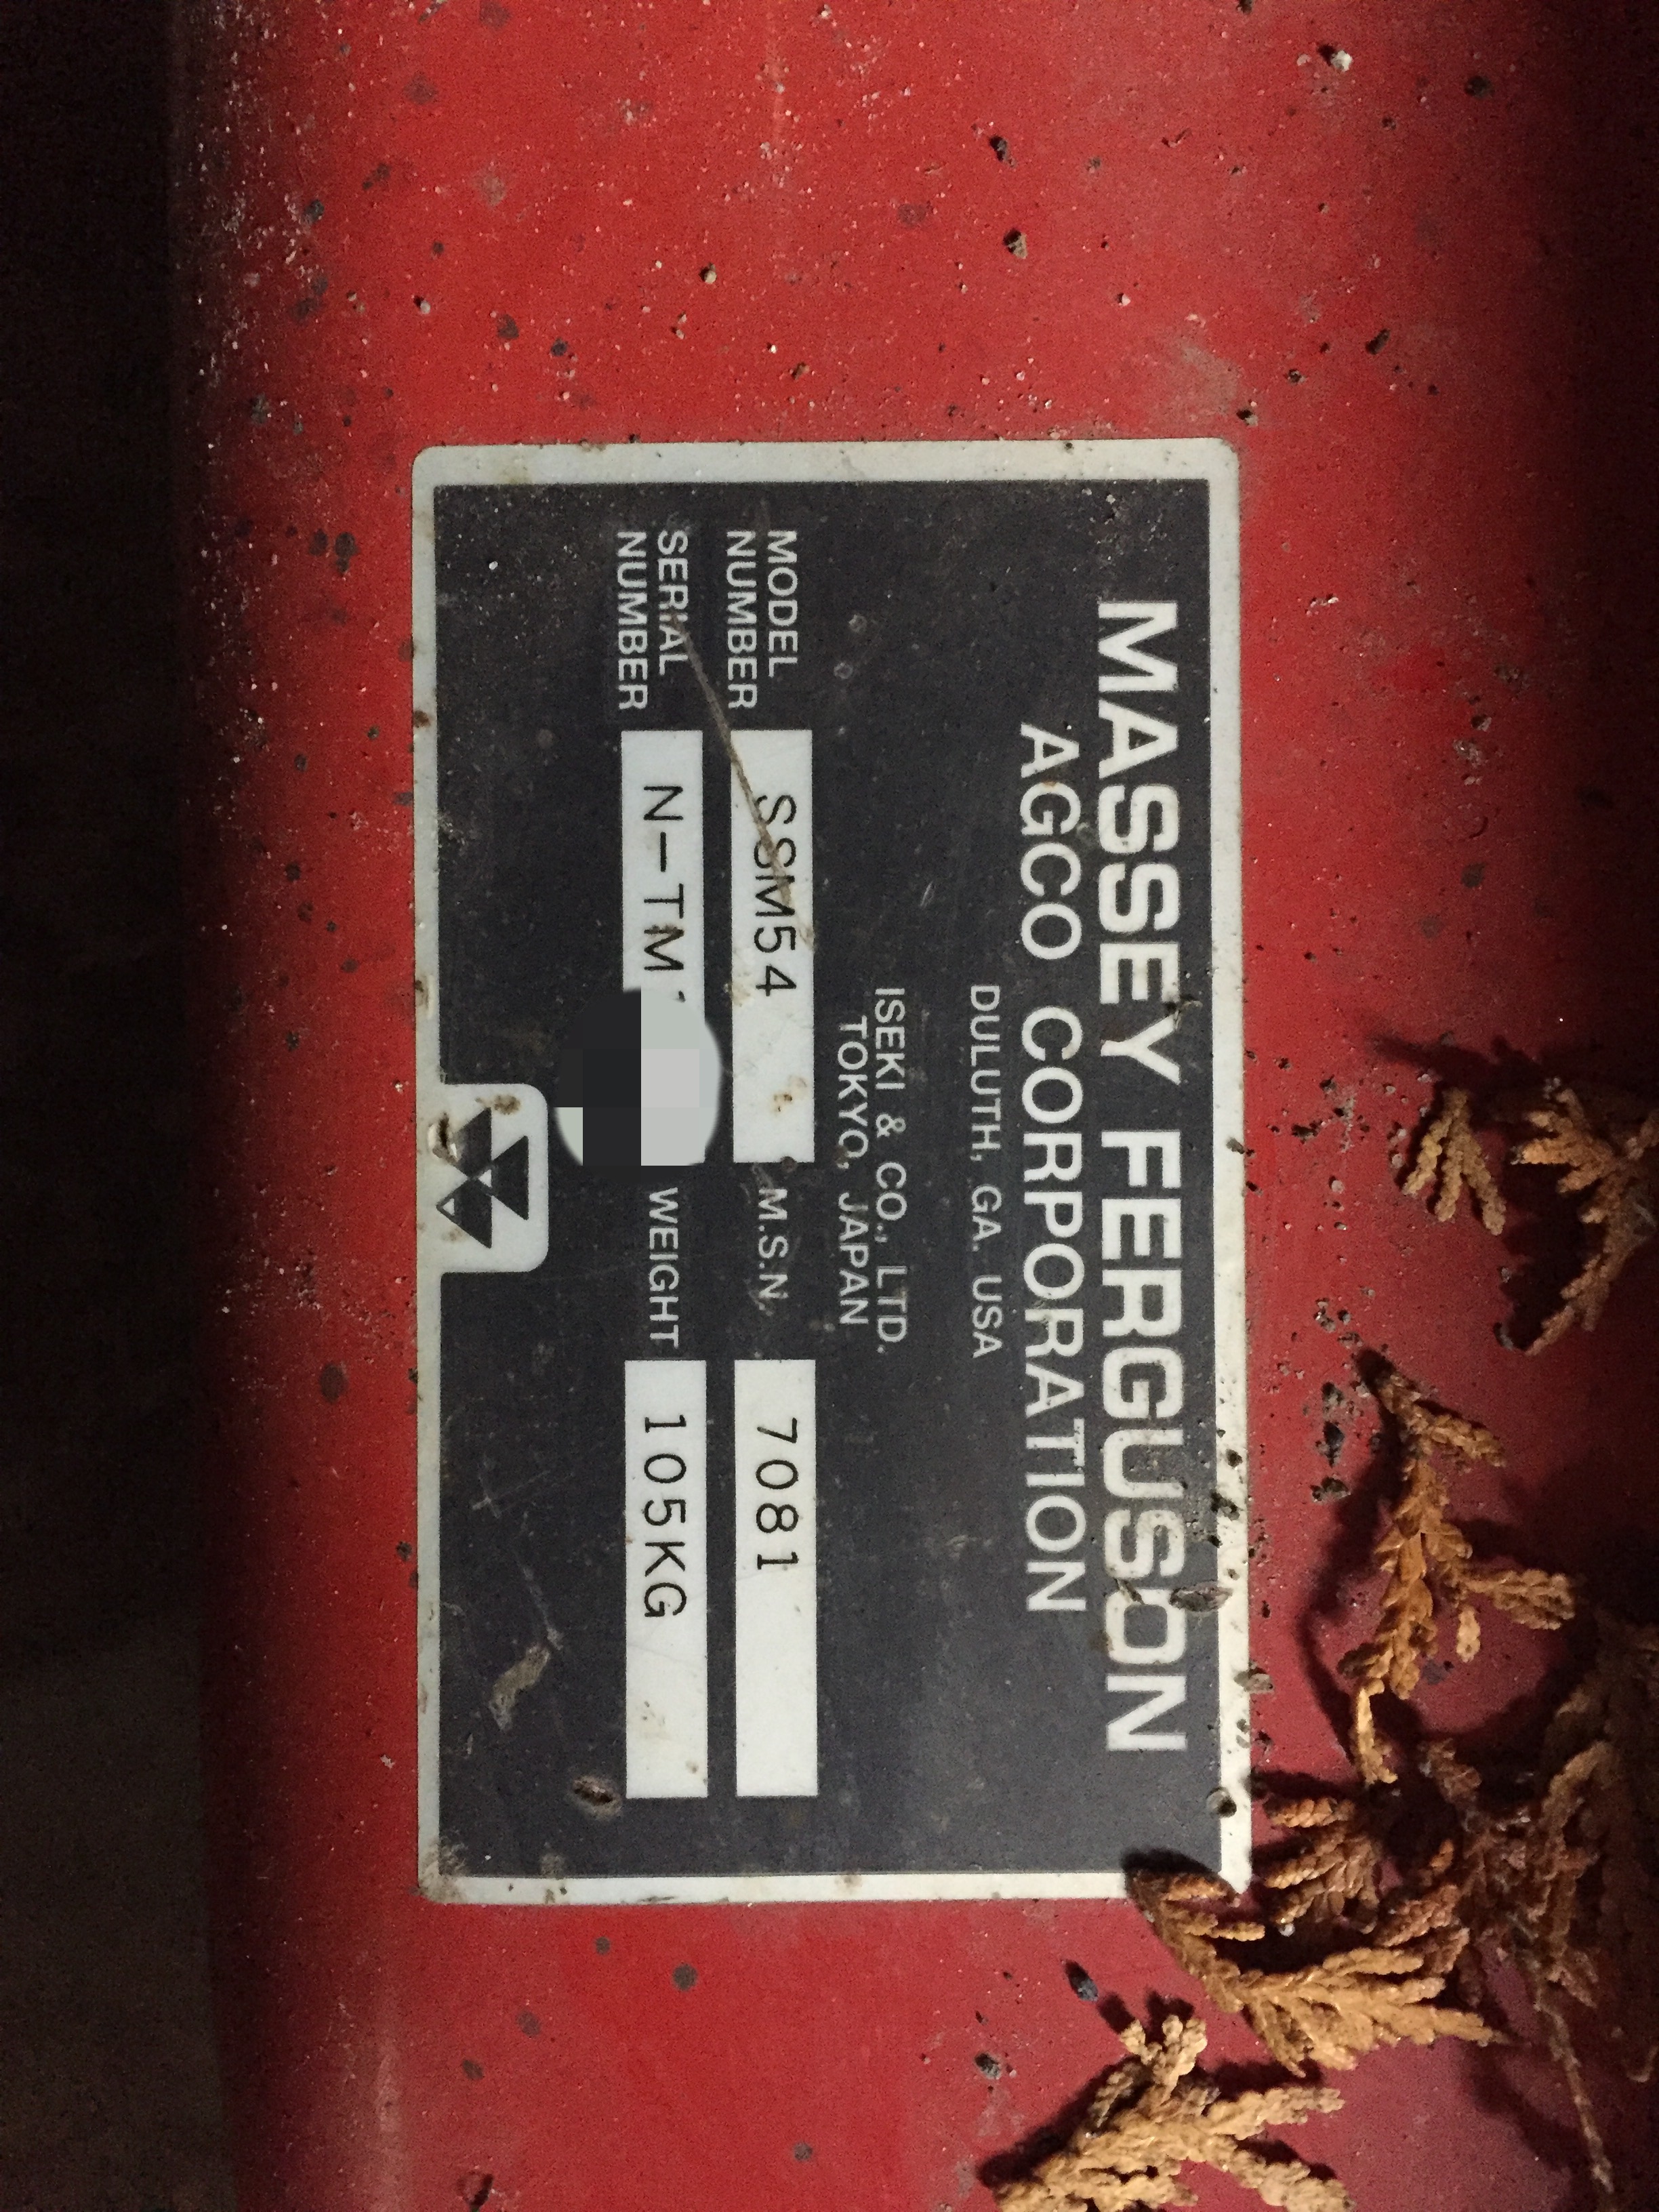 MASSEY FERGUSON
AGCO CORPORATION
DULUTH, GA. USA
ISEKI & CO., LTD.
TOKYO, JAPAN
MODEL NUMBER SSM54 M.S.N. 7081
SERIAL NUMBER N-TM WEIGHT 105KG